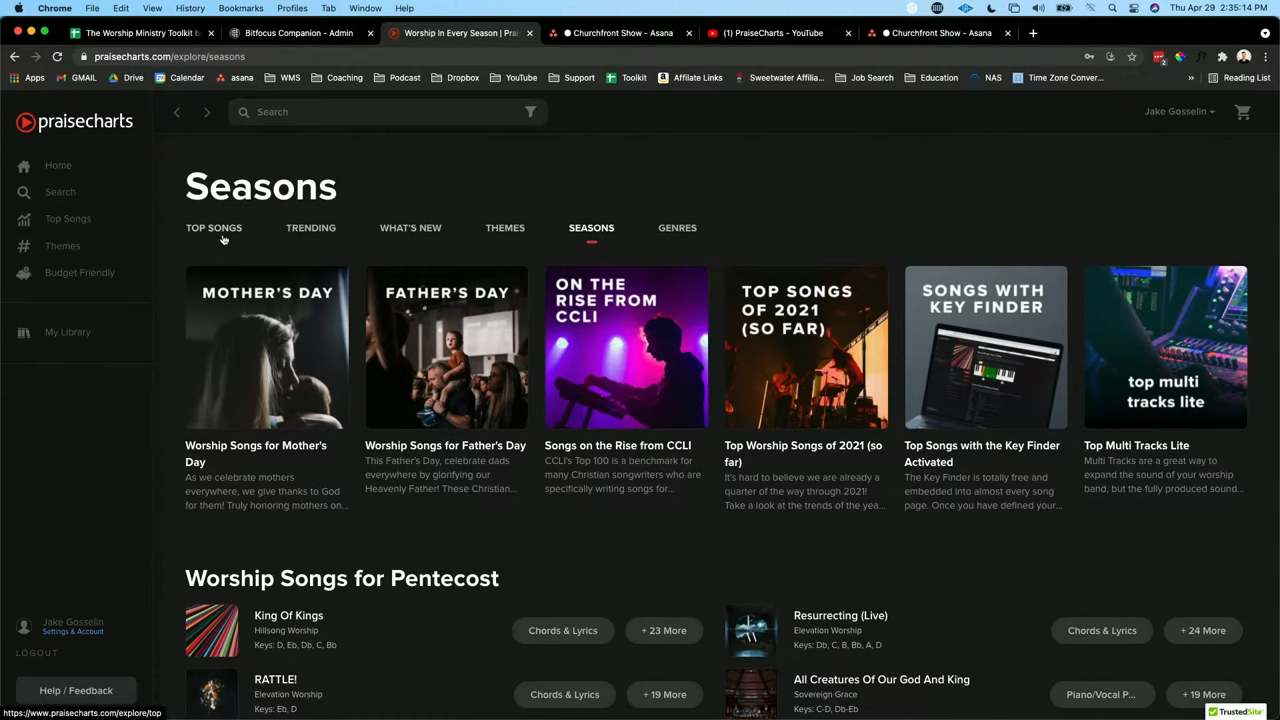 Chrome File Edit View History Bookmarks Profiles Tab Window Help
Thu Apr 29 2:35:14 PM
The Worship Ministry Toolkit by
Bitfocus Companion - Admin
Worship In Every Season | Prai
Churchfront Show - Asana
(1) PraiseCharts - YouTube
Churchfront Show - Asana
praisecharts.com/explore/seasons
Apps GMAIL Drive Calendar asana WMS Coaching Podcast Dropbox YouTube Support Toolkit Affilate Links Sweetwater Affilia... Job Search Education NAS Time Zone Conver... » Reading List
praisecharts
Search
Jake Gosselin
Home
Search
Top Songs
Themes
Budget Friendly
My Library
Seasons
TOP SONGS TRENDING WHAT'S NEW THEMES SEASONS GENRES
MOTHER'S DAY
FATHER'S DAY
ON THE
RISE FROM
CCLI
TOP SONGS
OF 2021
(SO FAR)
SONGS WITH
KEY FINDER
top multi
tracks lite
Worship Songs for Mother's
Day
As we celebrate mothers
everywhere, we give thanks to God
for them! Truly honoring mothers on...
Worship Songs for Father's Day
This Father's Day, celebrate dads
everywhere by glorifying our
Heavenly Father! These Christian...
Songs on the Rise from CCLI
CCLI's Top 100 is a benchmark for
many Christian songwriters who are
specifically writing songs for...
Top Worship Songs of 2021 (so
far)
It's hard to believe we are already a
quarter of the way through 2021!
Take a look at the trends of the yea...
Top Songs with the Key Finder
Activated
The Key Finder is totally free and
embedded into almost every song
page. Once you have defined your...
Top Multi Tracks Lite
Multi Tracks are a great way to
expand the sound of your worship
band, but the fully produced sound...
Worship Songs for Pentecost
King Of Kings
Hillsong Worship
Keys: D, Eb, Db, C, Bb
Chords & Lyrics
+ 23 More
Resurrecting (Live)
Elevation Worship
Keys: Db, C, B, Bb, A, D
Chords & Lyrics
+ 24 More
RATTLE!
Elevation Worship
Keys: Eb, D
Chords & Lyrics
+ 19 More
All Creatures Of Our God And King
Sovereign Grace
Keys: C-D, Db-Eb
Piano/Vocal P...
+ 19 More
Jake Gosselin
Settings & Account
LOGOUT
Help / Feedback
https://www.praisecharts.com/explore/top
TrustedSite